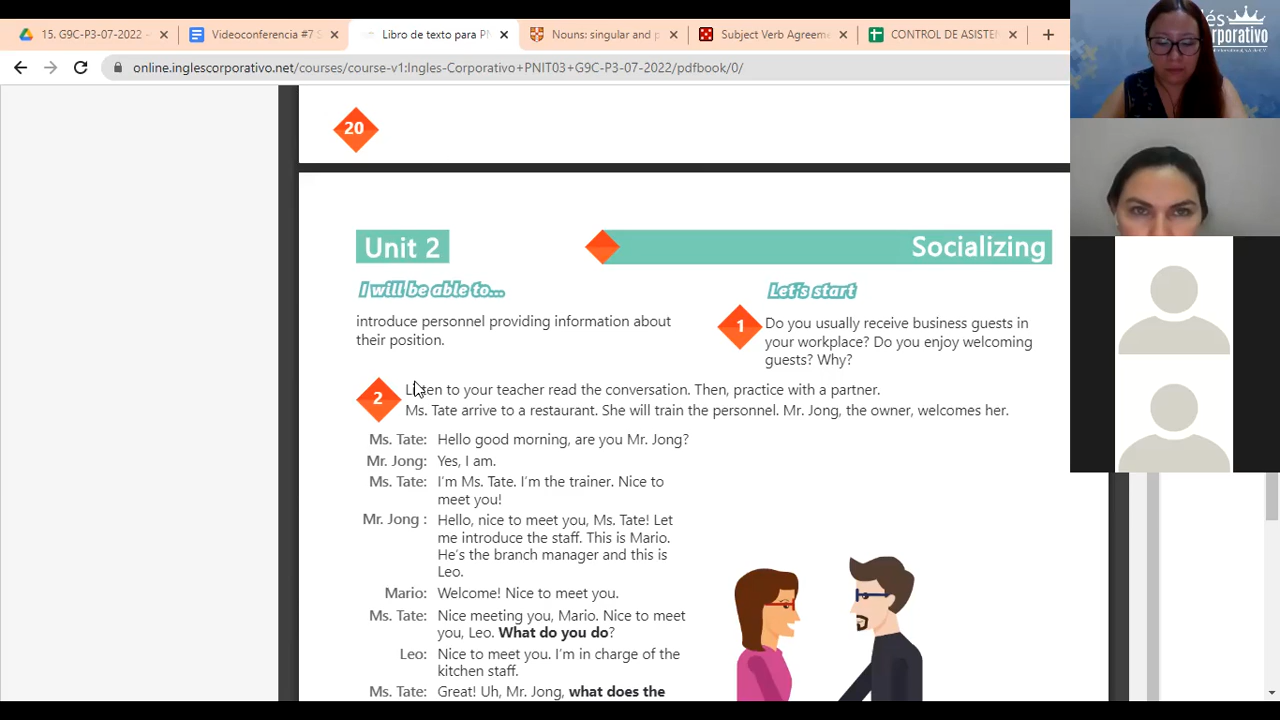 15. G9C-P3-07-2022 -
Videoconferencia #7 S
Libro de texto para PN
Nouns: singular and p
Subject Verb Agreeme
CONTROL DE ASISTEN
online.inglescorporativo.net/courses/course-v1:Ingles-Corporativo+PNIT03+G9C-P3-07-2022/pdfbook/0/
és
rporativo
20
Unit 2
Socializing
I will be able to...
Let's start
introduce personnel providing information about
their position.
1
Do you usually receive business guests in
your workplace? Do you enjoy welcoming
guests? Why?
2
Listen to your teacher read the conversation. Then, practice with a partner.
Ms. Tate arrive to a restaurant. She will train the personnel. Mr. Jong, the owner, welcomes her.
Ms. Tate: Hello good morning, are you Mr. Jong?
Mr. Jong: Yes, I am.
Ms. Tate: I'm Ms. Tate. I'm the trainer. Nice to
meet you!
Mr. Jong : Hello, nice to meet you, Ms. Tate! Let
me introduce the staff. This is Mario.
He's the branch manager and this is
Leo.
Mario: Welcome! Nice to meet you.
Ms. Tate: Nice meeting you, Mario. Nice to meet
you, Leo. What do you do?
Leo: Nice to meet you. I'm in charge of the
kitchen staff.
Ms. Tate: Great! Uh, Mr. Jong, what does the